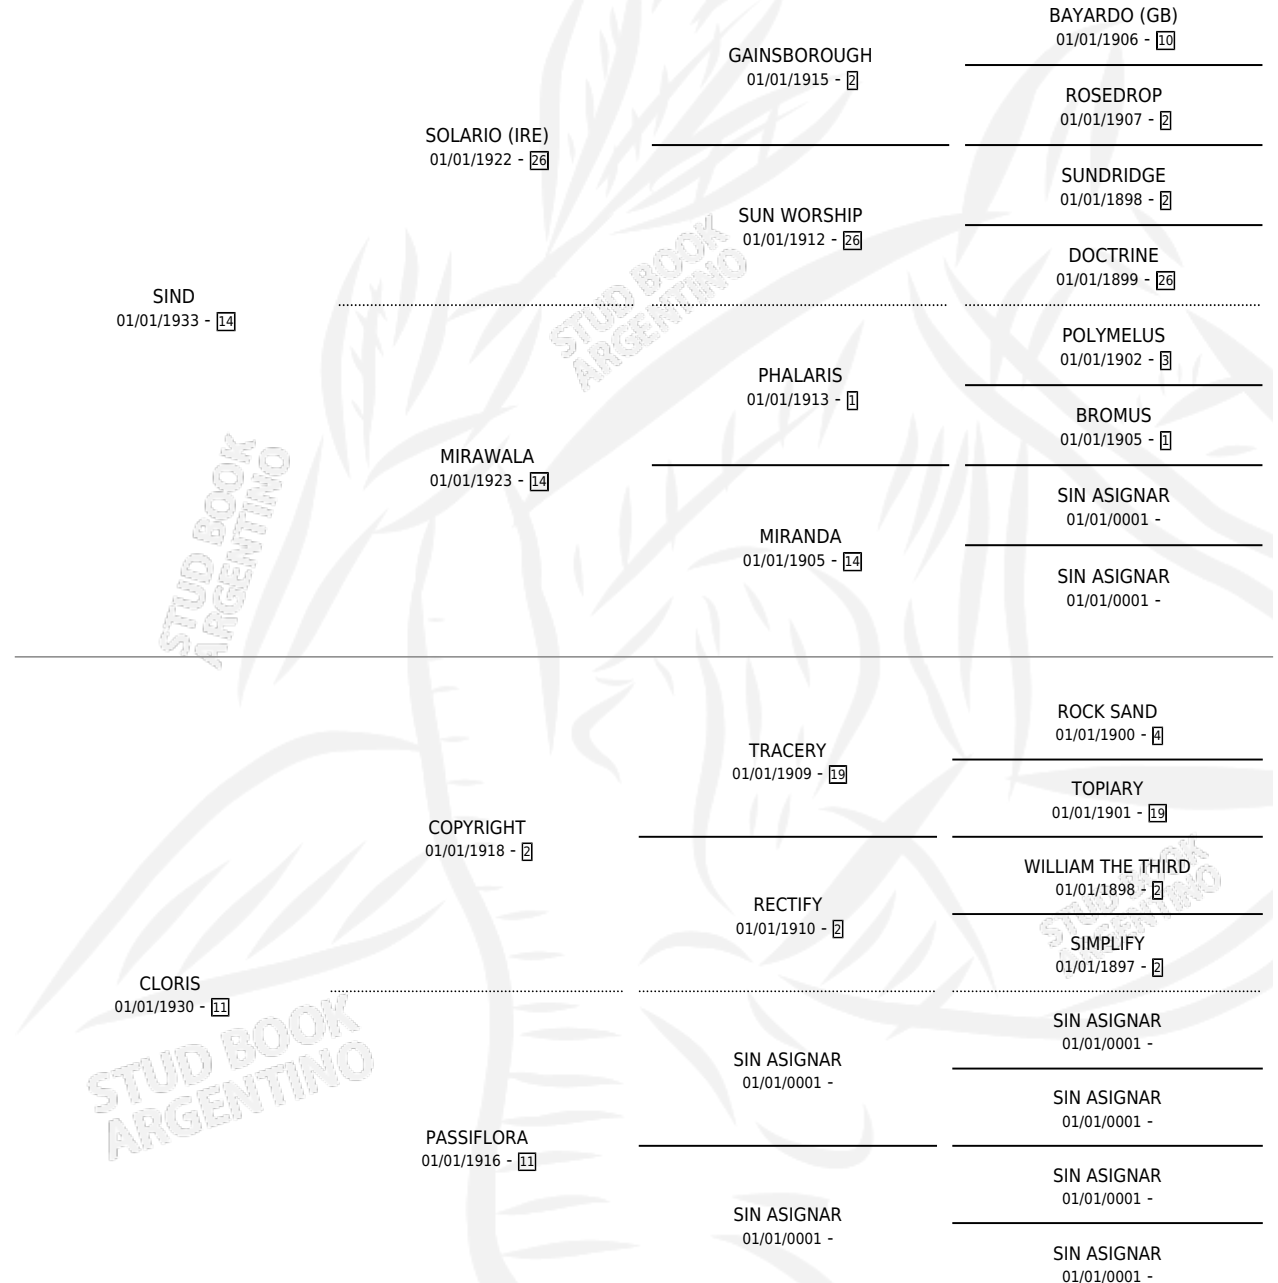 BAYARDO (GB)
01/01/1906 - 10
GAINSBOROUGH
01/01/1915 - 2
ROSEDROP
01/01/1907 - 2
SOLARIO (IRE)
01/01/1922 - 26
SUNDRIDGE
01/01/1898 - 2
SUN WORSHIP
01/01/1912 - 26
DOCTRINE
01/01/1899 - 26
SIND
01/01/1933 - 14
POLYMELUS
01/01/1902 - 3
PHALARIS
01/01/1913 - 1
BROMUS
01/01/1905 - 1
MIRAWALA
01/01/1923 - 14
SIN ASIGNAR
01/01/0001 -
MIRANDA
01/01/1905 - 14
SIN ASIGNAR
01/01/0001 -
ROCK SAND
01/01/1900 - 4
TRACERY
01/01/1909 - 19
TOPIARY
01/01/1901 - 19
COPYRIGHT
01/01/1918 - 2
WILLIAM THE THIRD
01/01/1898 - 2
RECTIFY
01/01/1910 - 2
SIMPLIFY
01/01/1897 - 2
CLORIS
01/01/1930 - 11
SIN ASIGNAR
01/01/0001 -
SIN ASIGNAR
01/01/0001 -
SIN ASIGNAR
01/01/0001 -
PASSIFLORA
01/01/1916 - 11
SIN ASIGNAR
01/01/0001 -
SIN ASIGNAR
01/01/0001 -
SIN ASIGNAR
01/01/0001 -
STUD BOOK
ARGENTINO
STUD BOOK
ARGENTINO
STUD BOOK
ARGENTINO
STUD BOOK
ARGENTINO